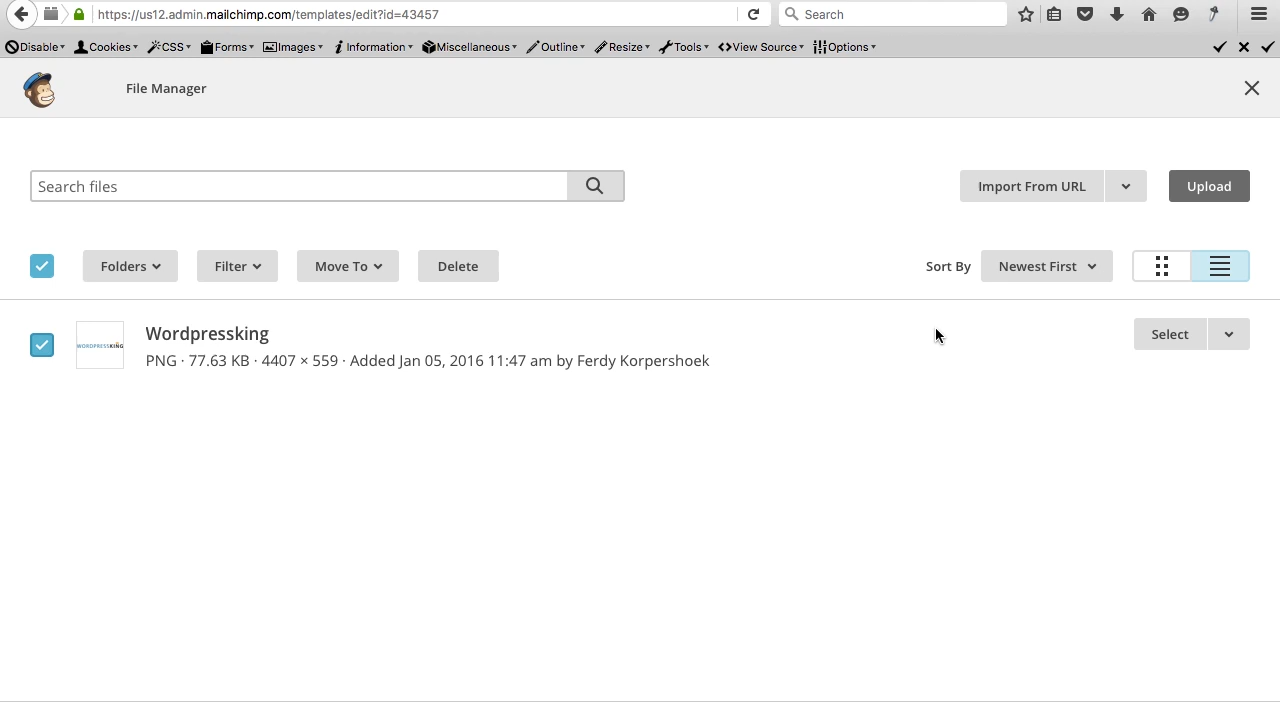 https://us12.admin.mailchimp.com/templates/edit?id=43457
Search
Disable Cookies CSS Forms Images Information Miscellaneous Outline Resize Tools View Source Options
File Manager
Search files
Import From URL
Upload
Folders Filter Move To Delete
Sort By Newest First
WORDPRESSKING
Wordpressking
PNG · 77.63 KB · 4407 × 559 · Added Jan 05, 2016 11:47 am by Ferdy Korpershoek
Select